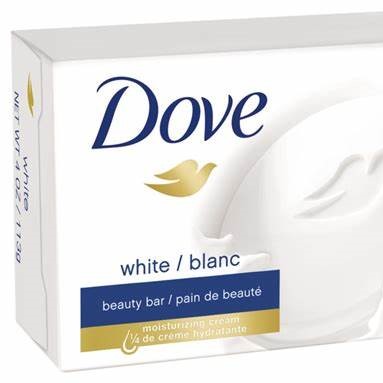 Dove
white / blanc
beauty bar / pain de beauté
¼ moisturizing cream
de crème hydratante
white
NET WT 4 OZ / 113g